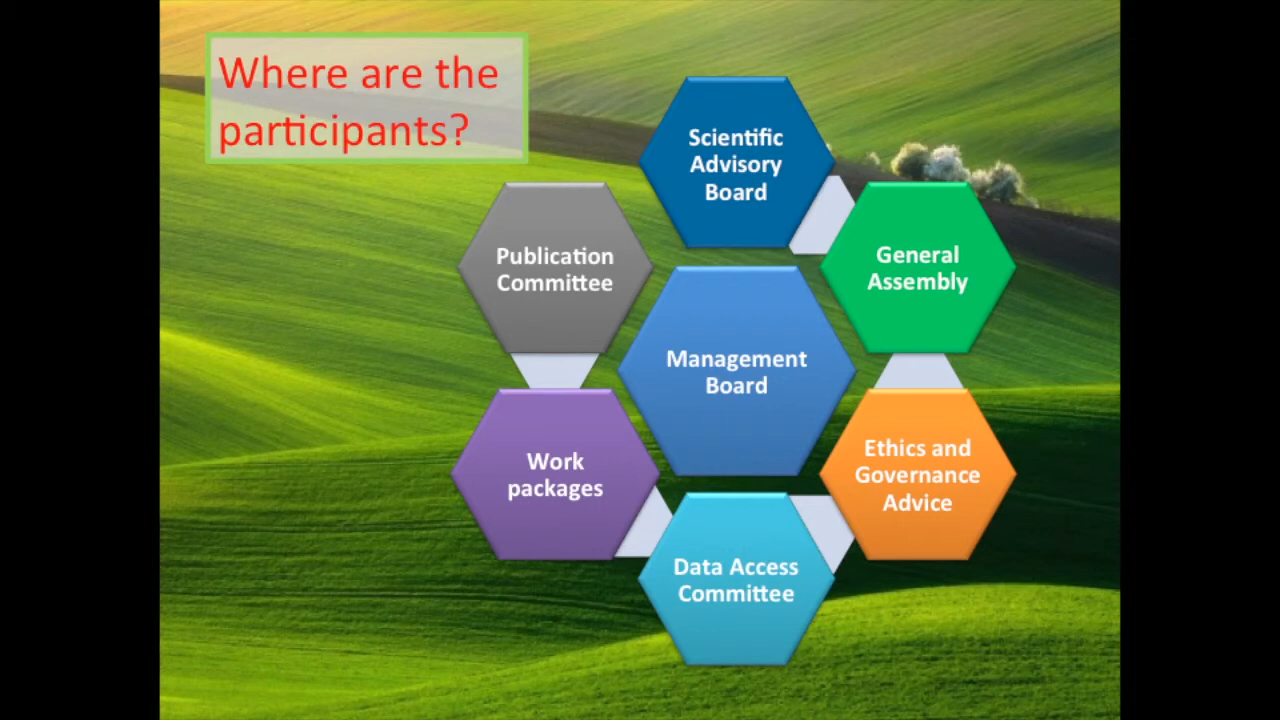 Where are the
participants?
Scientific
Advisory
Board
Publication
Committee
General
Assembly
Management
Board
Work
packages
Ethics and
Governance
Advice
Data Access
Committee